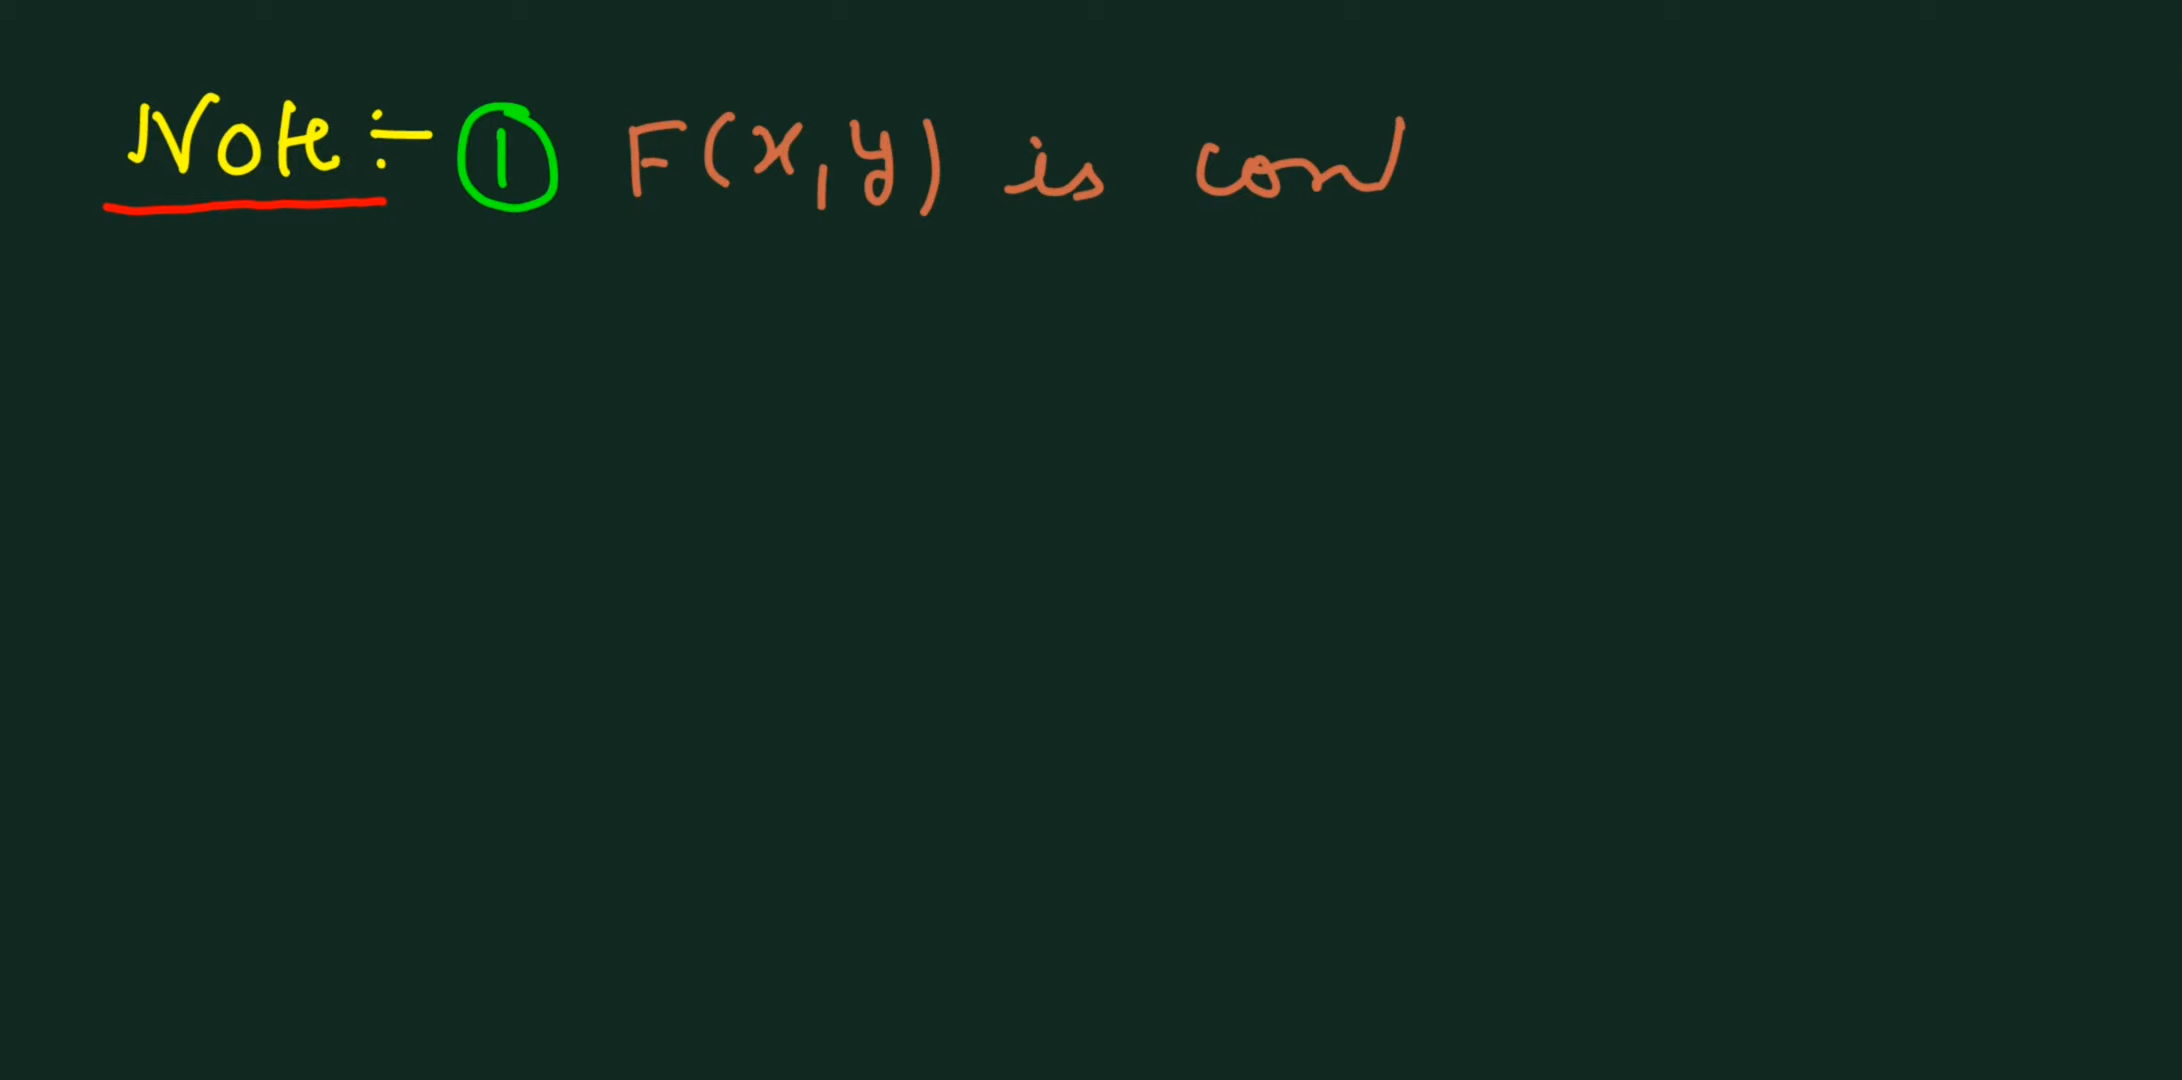 Note :- ① F(x,y) is con